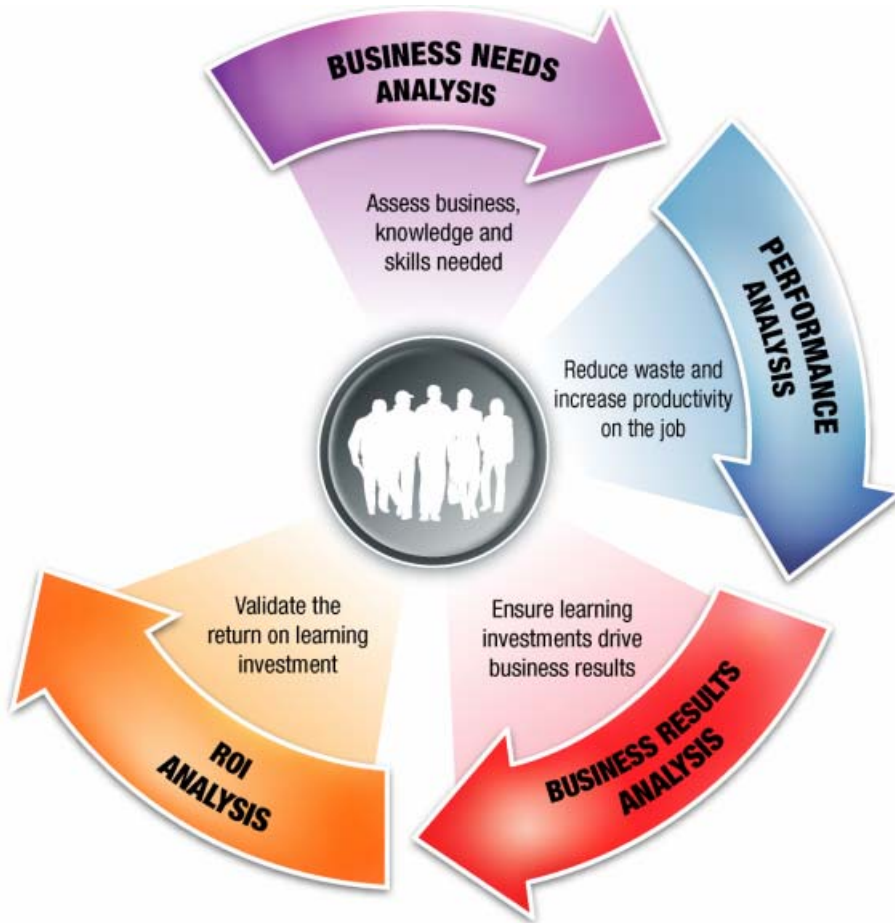 BUSINESS NEEDS
ANALYSIS
Assess business,
knowledge and
skills needed
PERFORMANCE
ANALYSIS
Reduce waste and
increase productivity
on the job
Ensure learning
investments drive
business results
BUSINESS RESULTS
ANALYSIS
Validate the
return on learning
investment
ROI
ANALYSIS